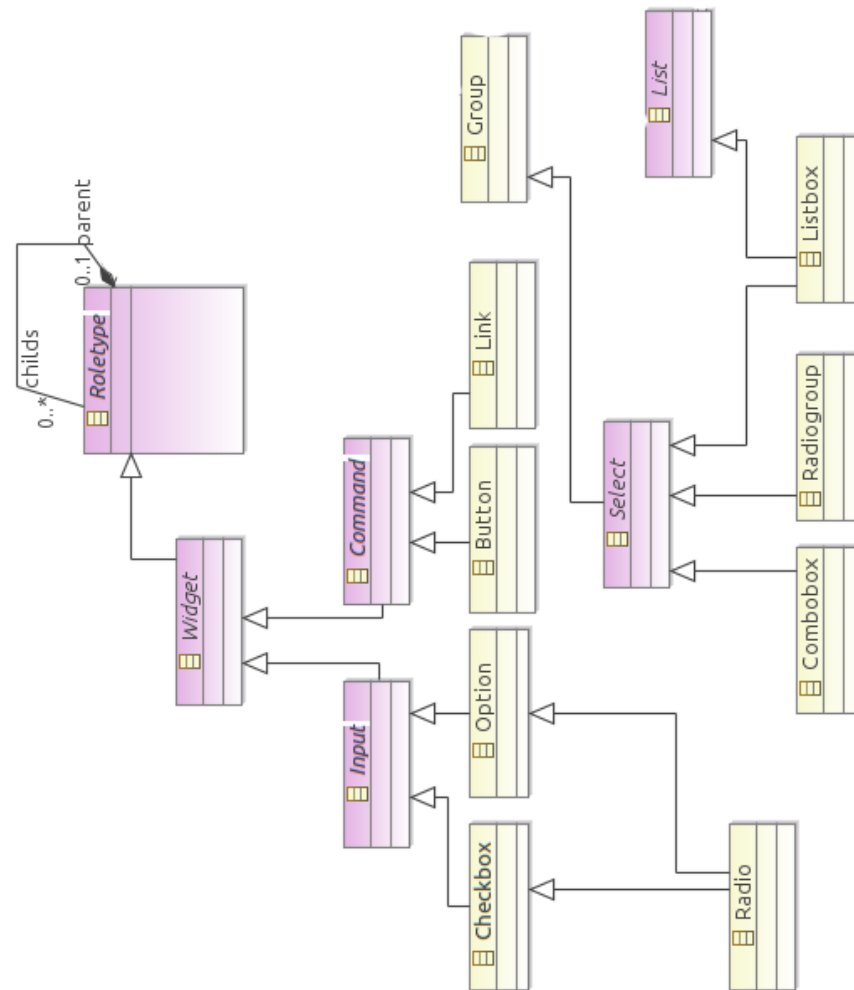 0..1 parent
0..* childs
Roletype
Widget
Command
Input
Link
Button
Option
Checkbox
Radio
Group
List
Select
Listbox
Radiogroup
Combobox